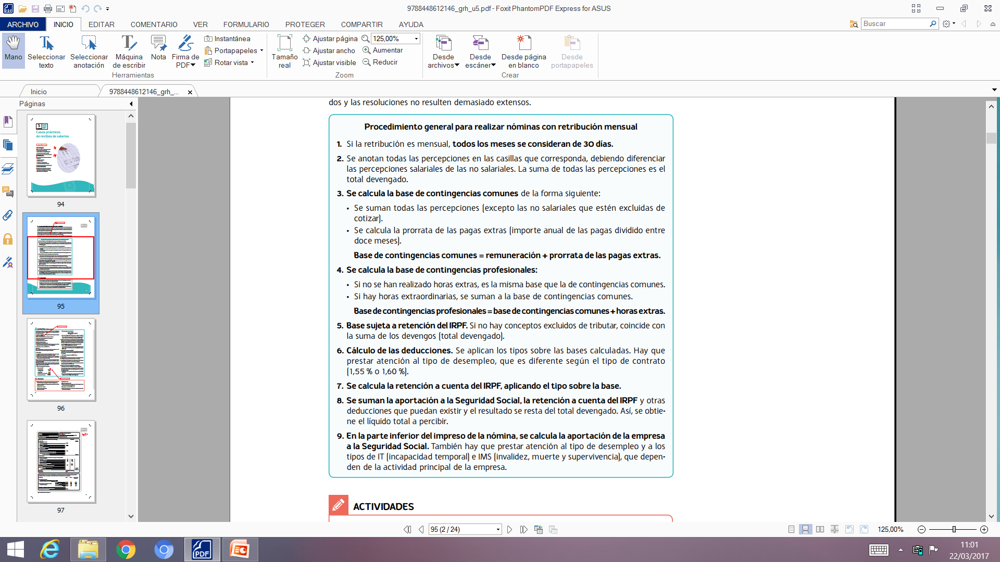 9788448612146_grh_u5.pdf - Foxit PhantomPDF Express for ASUS
ARCHIVO INICIO EDITAR COMENTARIO VER FORMULARIO PROTEGER COMPARTIR AYUDA
Buscar
Mano
Seleccionar texto
Seleccionar anotación
Máquina de escribir
Nota
Firma de PDF
Instantánea
Portapapeles
Rotar vista
Herramientas
Tamaño real
Ajustar página
Ajustar ancho
Ajustar visible
125,00%
Aumentar
Reducir
Zoom
Desde archivos
Desde escáner
Desde página en blanco
Desde portapapeles
Crear
Inicio
9788448612146_grh_...
Páginas
5
Casos prácticos
de recibos de salarios
94
95
96
97
dos y las resoluciones no resulten demasiado extensos.
Procedimiento general para realizar nóminas con retribución mensual
1. Si la retribución es mensual, todos los meses se consideran de 30 días.
2. Se anotan todas las percepciones en las casillas que corresponda, debiendo diferenciar
las percepciones salariales de las no salariales. La suma de todas las percepciones es el
total devengado.
3. Se calcula la base de contingencias comunes de la forma siguiente:
• Se suman todas las percepciones (excepto las no salariales que estén excluidas de
cotizar).
• Se calcula la prorrata de las pagas extras (importe anual de las pagas dividido entre
doce meses).
Base de contingencias comunes = remuneración + prorrata de las pagas extras.
4. Se calcula la base de contingencias profesionales:
• Si no se han realizado horas extras, es la misma base que la de contingencias comunes.
• Si hay horas extraordinarias, se suman a la base de contingencias comunes.
Base de contingencias profesionales = base de contingencias comunes + horas extras.
5. Base sujeta a retención del IRPF. Si no hay conceptos excluidos de tributar, coincide con
la suma de los devengos (total devengado).
6. Cálculo de las deducciones. Se aplican los tipos sobre las bases calculadas. Hay que
prestar atención al tipo de desempleo, que es diferente según el tipo de contrato
(1,55 % o 1,60 %).
7. Se calcula la retención a cuenta del IRPF, aplicando el tipo sobre la base.
8. Se suman la aportación a la Seguridad Social, la retención a cuenta del IRPF y otras
deducciones que puedan existir y el resultado se resta del total devengado. Así, se obtie-
ne el líquido total a percibir.
9. En la parte inferior del impreso de la nómina, se calcula la aportación de la empresa
a la Seguridad Social. También hay que prestar atención al tipo de desempleo y a los
tipos de IT (incapacidad temporal) e IMS (invalidez, muerte y supervivencia), que depen-
den de la actividad principal de la empresa.
ACTIVIDADES
95 (2 / 24)
125,00%
PDF
11:01
22/03/2017